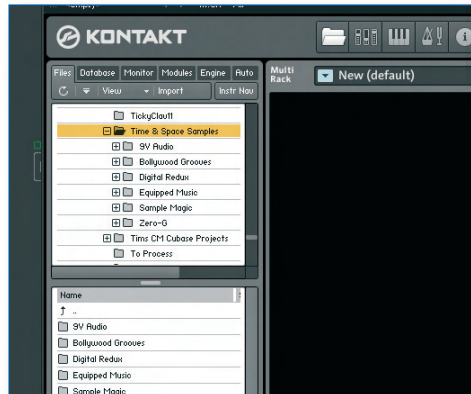 KONTAKT
Files Database Monitor Modules Engine Auto
View Import Instr Nav
Multi
Rack
New (default)
TickyClav11
Time & Space Samples
9V Audio
Bollywood Grooves
Digital Redux
Equipped Music
Sample Magic
Zero-G
Tims CM Cubase Projects
To Process
Name
..
9V Audio
Bollywood Grooves
Digital Redux
Equipped Music
Sample Magic